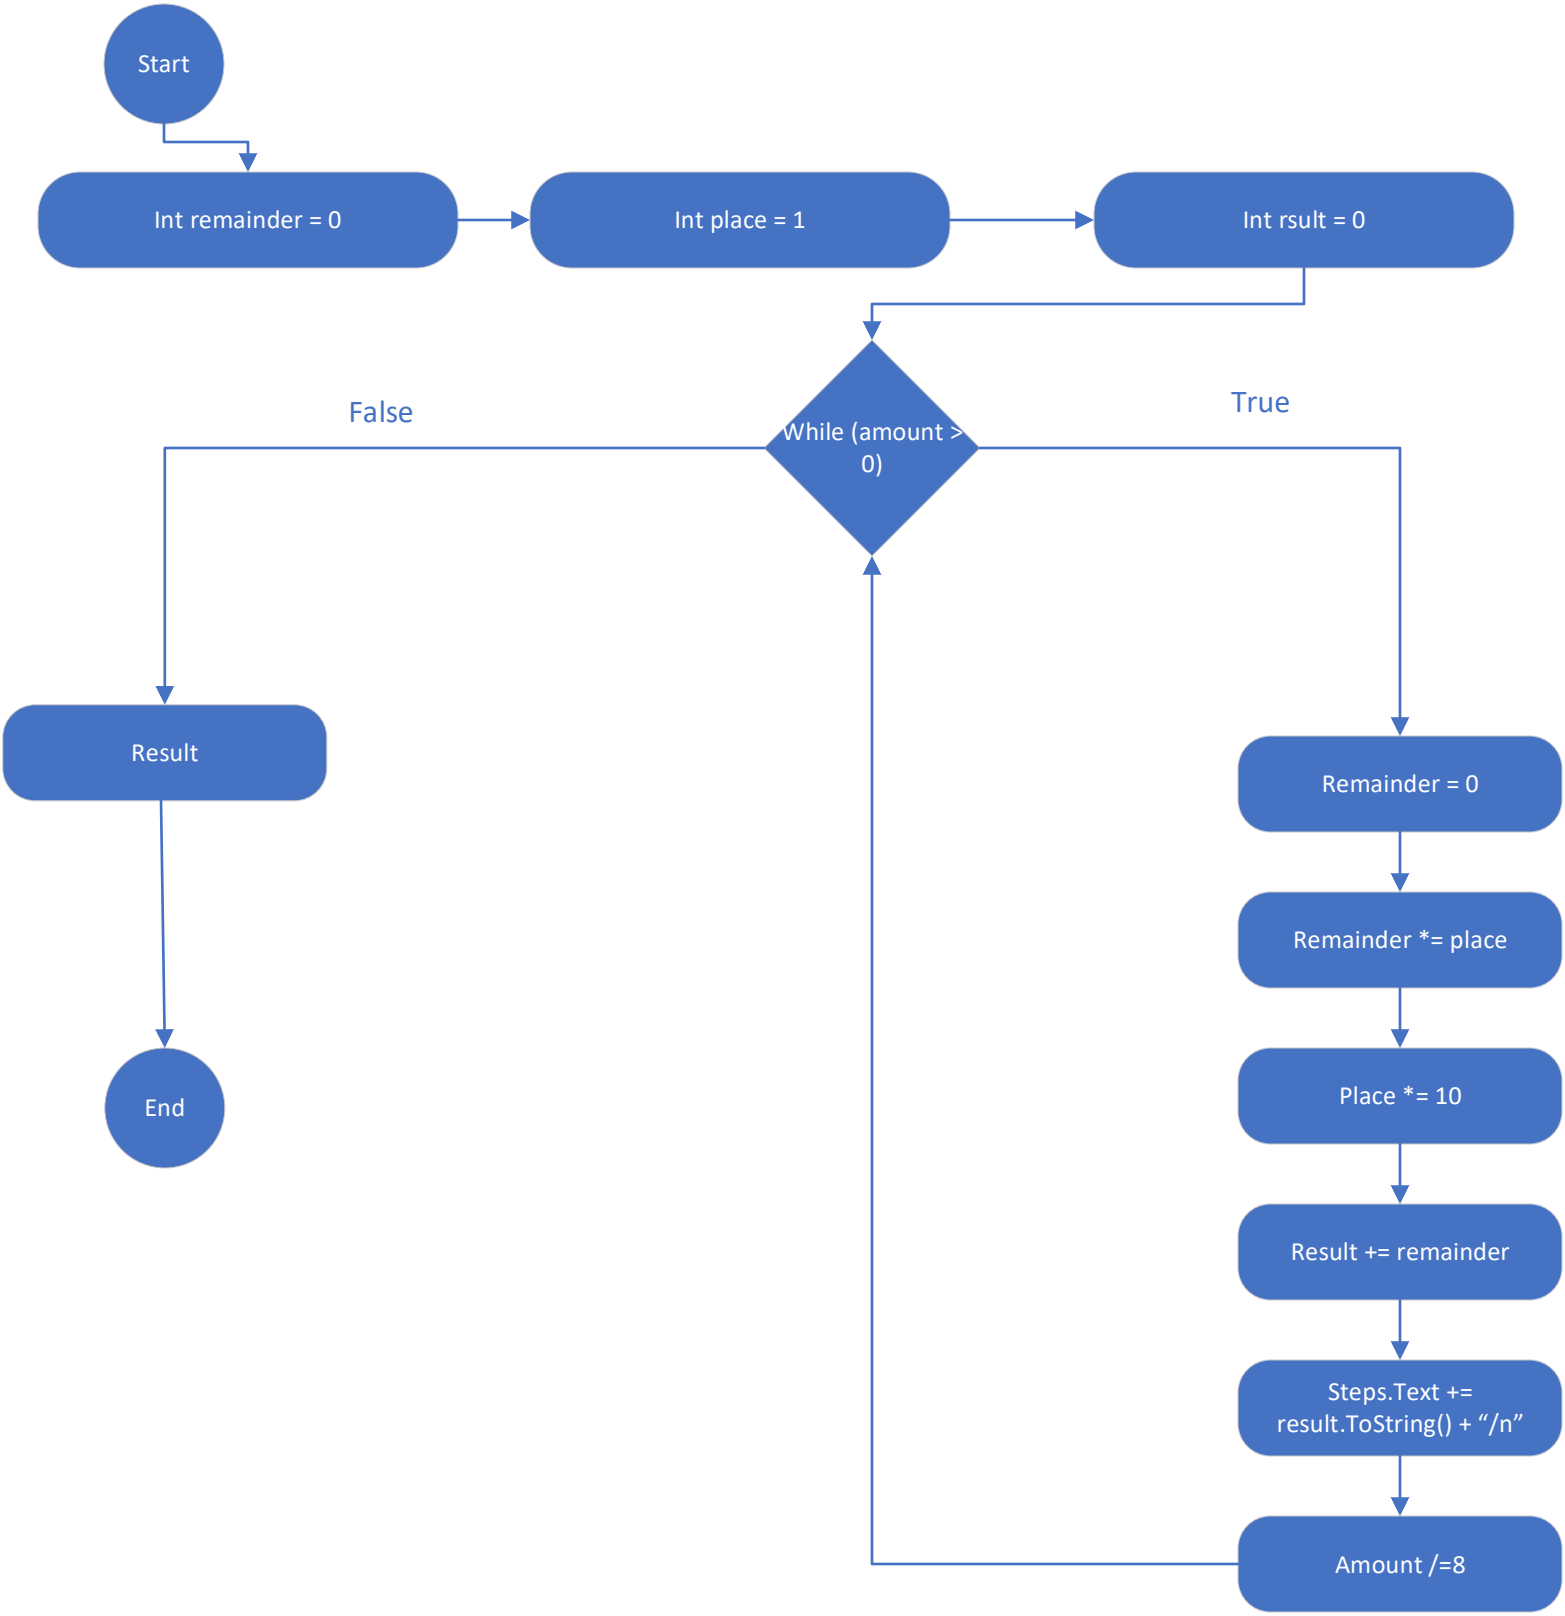 Start
Int remainder = 0
Int place = 1
Int rsult = 0
False
True
While (amount >
0)
Result
Remainder = 0
Remainder *= place
End
Place *= 10
Result += remainder
Steps.Text +=
result.ToString() + “/n”
Amount /=8